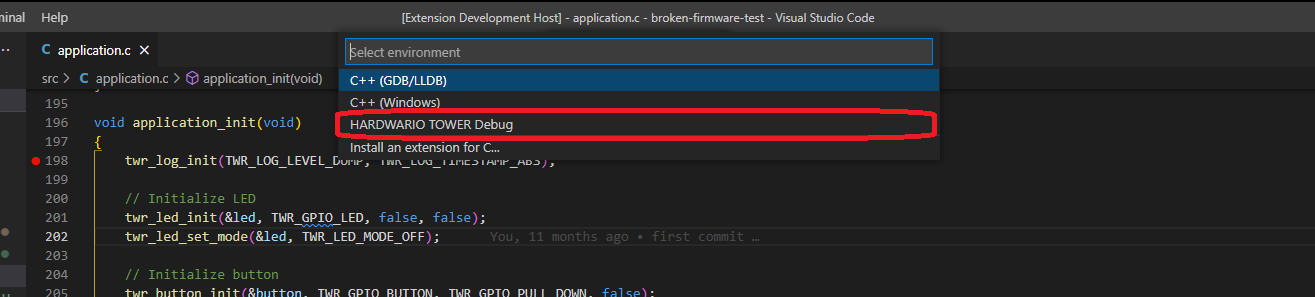 minal Help [Extension Development Host] - application.c - broken-firmware-test - Visual Studio Code
C application.c ×
Select environment
src > C application.c > application_init(void)
C++ (GDB/LLDB)
C++ (Windows)
195 }
HARDWARIO TOWER Debug
196 void application_init(void)
Install an extension for C...
197 {
198 twr_log_init(TWR_LOG_LEVEL_DUMP, TWR_LOG_TIMESTAMP_ABS);
199
200 // Initialize LED
201 twr_led_init(&led, TWR_GPIO_LED, false, false);
202 twr_led_set_mode(&led, TWR_LED_MODE_OFF); You, 11 months ago • first commit …
203
204 // Initialize button
205 twr_button_init(&button, TWR_GPIO_BUTTON, TWR_GPIO_PULL_DOWN, false);